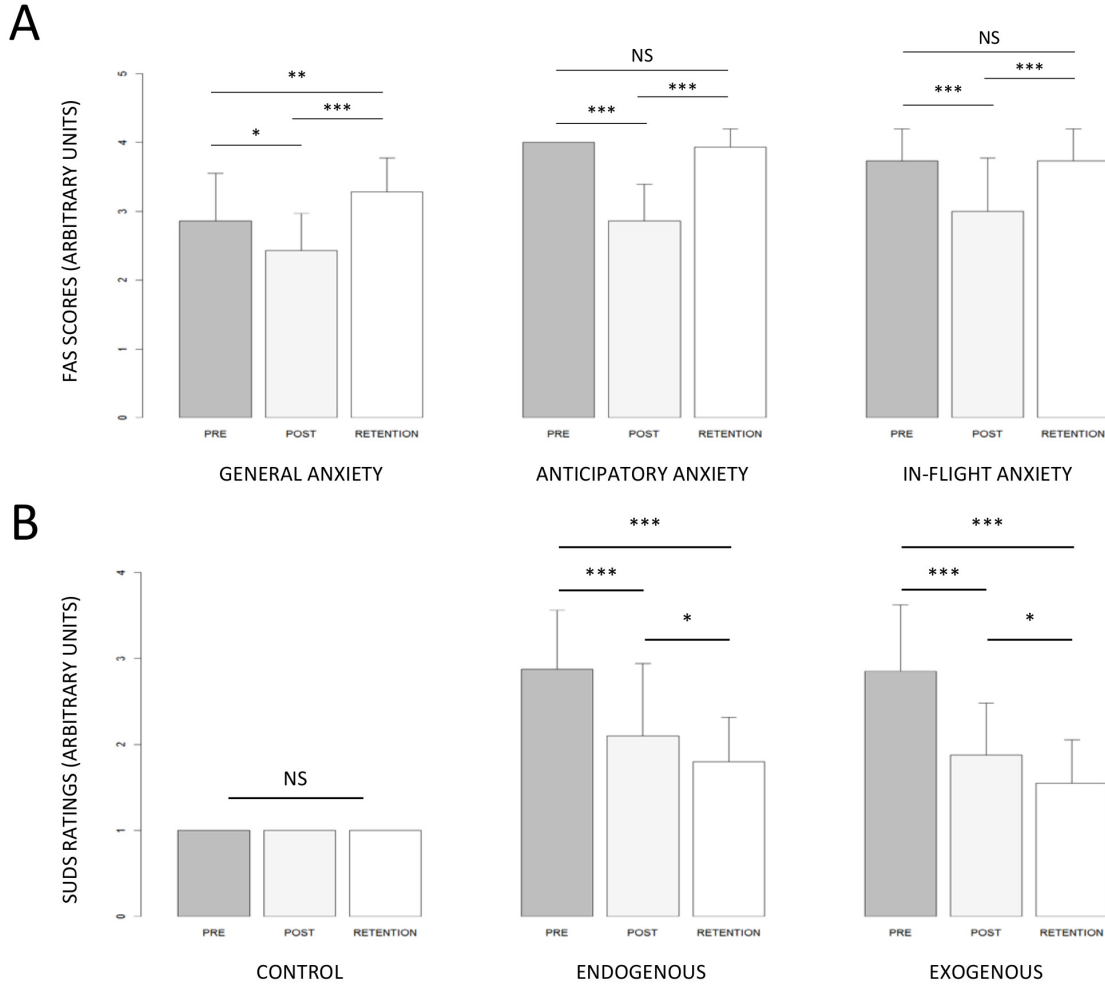 A
FAS SCORES (ARBITRARY UNITS)
0 1 2 3 4 5
**
***
*
PRE POST RETENTION
GENERAL ANXIETY
NS
***
***
PRE POST RETENTION
ANTICIPATORY ANXIETY
NS
***
***
PRE POST RETENTION
IN-FLIGHT ANXIETY
B
SUDS RATINGS (ARBITRARY UNITS)
0 1 2 3 4
NS
PRE POST RETENTION
CONTROL
***
***
*
PRE POST RETENTION
ENDOGENOUS
***
***
*
PRE POST RETENTION
EXOGENOUS